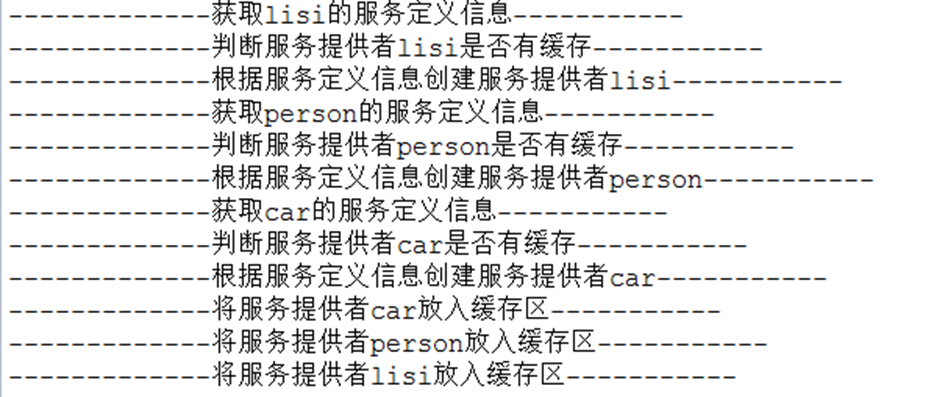 -------------获取lisi的服务定义信息-----------
-------------判断服务提供者lisi是否有缓存-----------
-------------根据服务定义信息创建服务提供者lisi-----------
-------------获取person的服务定义信息-----------
-------------判断服务提供者person是否有缓存-----------
-------------根据服务定义信息创建服务提供者person-----------
-------------获取car的服务定义信息-----------
-------------判断服务提供者car是否有缓存-----------
-------------根据服务定义信息创建服务提供者car-----------
-------------将服务提供者car放入缓存区-----------
-------------将服务提供者person放入缓存区-----------
-------------将服务提供者lisi放入缓存区-----------